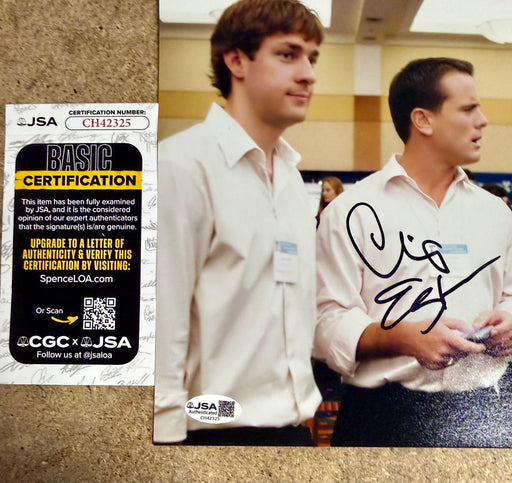 JSA
CERTIFICATION NUMBER:
CH42325
BASIC
CERTIFICATION
This item has been fully examined
by JSA, and it is the considered
opinion of our expert authenticators
that the signature(s) is/are genuine.
UPGRADE TO A LETTER OF
AUTHENTICITY & VERIFY THIS
CERTIFICATION BY VISITING:
SpenceLOA.com
Or Scan
CGC x JSA
Follow us at @jsaloa
JSA
Authenticated
CH42325